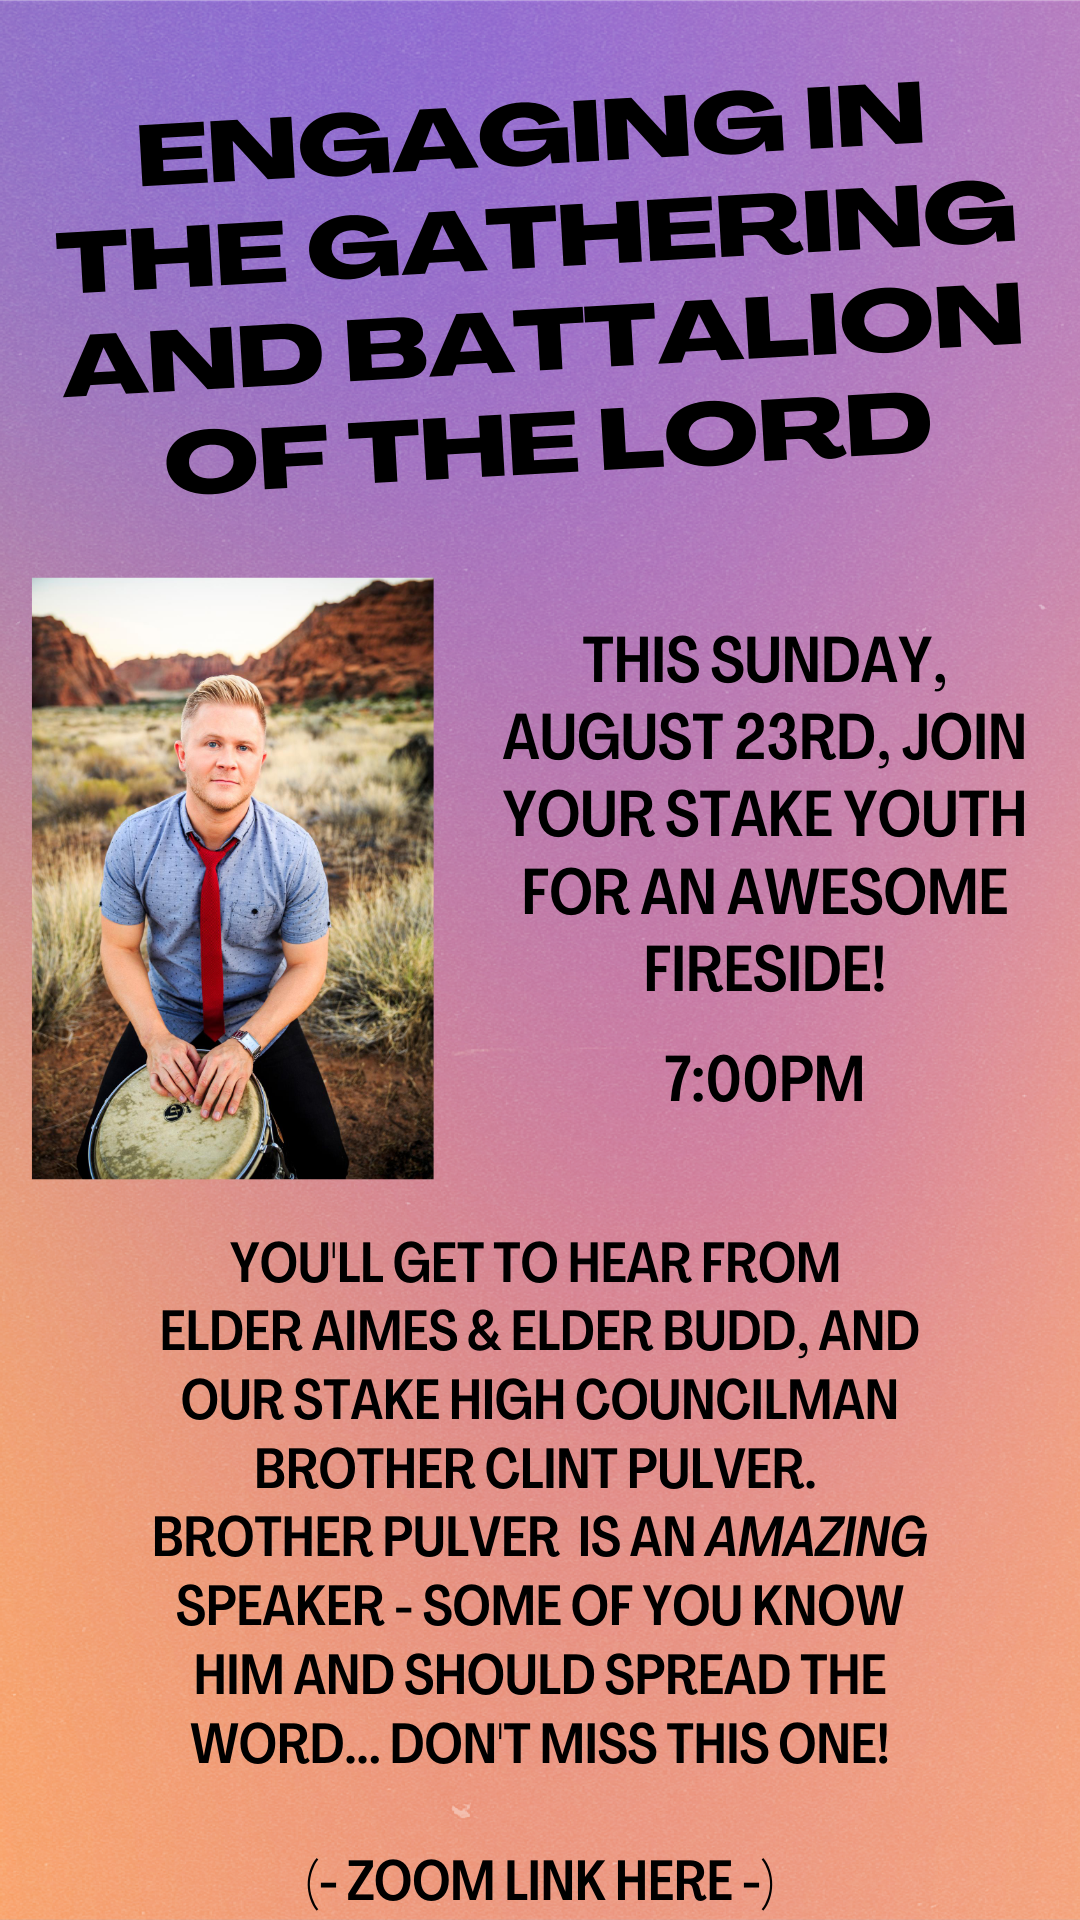 ENGAGING IN
THE GATHERING
AND BATTALION
OF THE LORD
THIS SUNDAY,
AUGUST 23RD, JOIN
YOUR STAKE YOUTH
FOR AN AWESOME
FIRESIDE!
7:00PM
YOU'LL GET TO HEAR FROM
ELDER AIMES & ELDER BUDD, AND
OUR STAKE HIGH COUNCILMAN
BROTHER CLINT PULVER.
BROTHER PULVER  IS AN AMAZING
SPEAKER - SOME OF YOU KNOW
HIM AND SHOULD SPREAD THE
WORD... DON'T MISS THIS ONE!
(- ZOOM LINK HERE -)